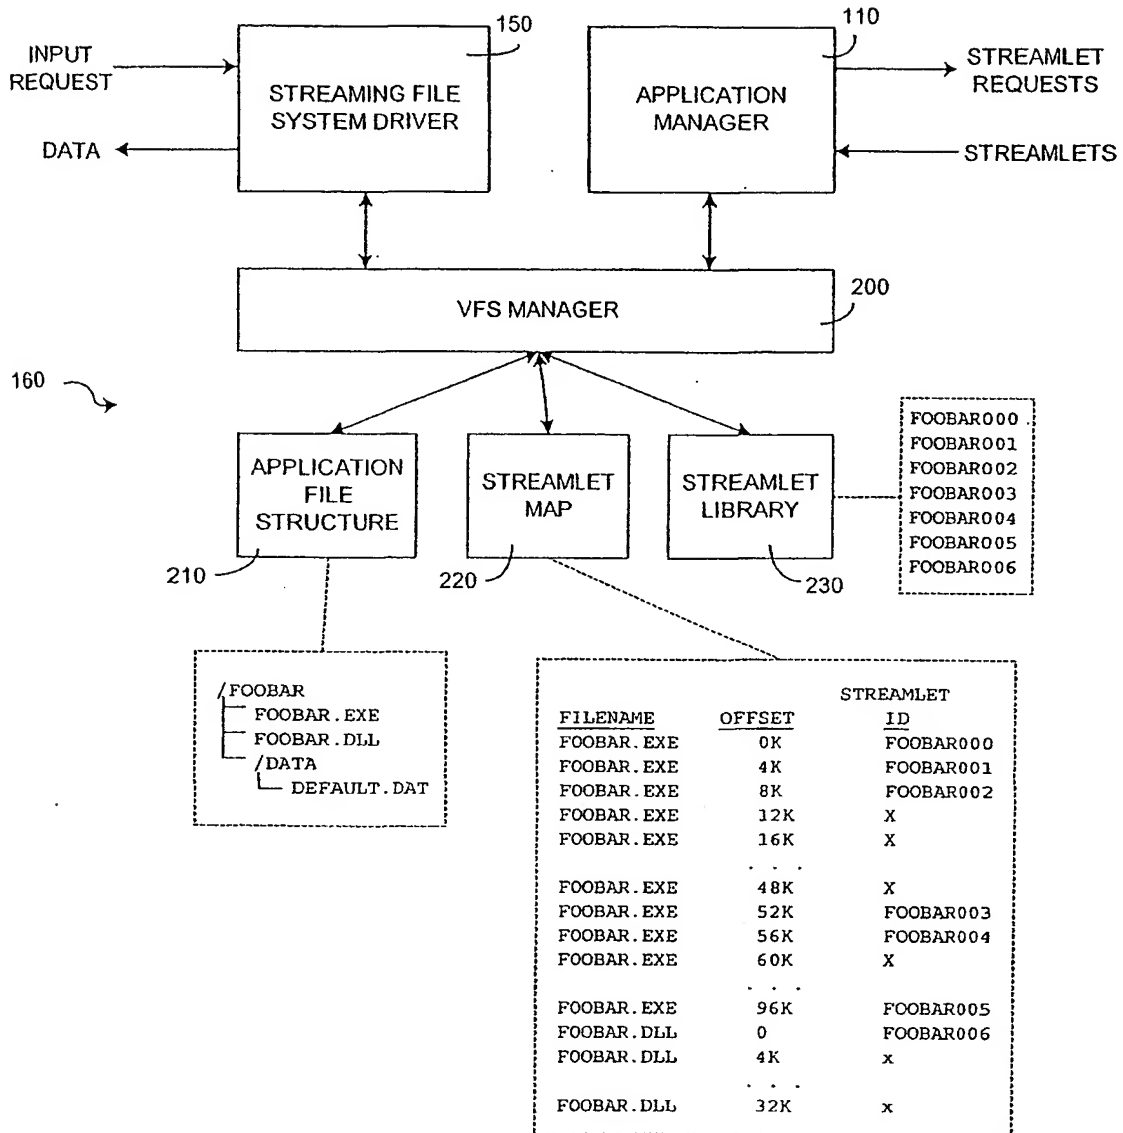 150
110
INPUT
REQUEST
STREAMING FILE
SYSTEM DRIVER
DATA
APPLICATION
MANAGER
STREAMLET
REQUESTS
STREAMLETS
VFS MANAGER
200
160
APPLICATION
FILE
STRUCTURE
210
STREAMLET
MAP
220
STREAMLET
LIBRARY
230
FOOBAR000
FOOBAR001
FOOBAR002
FOOBAR003
FOOBAR004
FOOBAR005
FOOBAR006
/FOOBAR
FOOBAR.EXE
FOOBAR.DLL
/DATA
DEFAULT.DAT
STREAMLET
FILENAME OFFSET ID
FOOBAR.EXE 0K FOOBAR000
FOOBAR.EXE 4K FOOBAR001
FOOBAR.EXE 8K FOOBAR002
FOOBAR.EXE 12K X
FOOBAR.EXE 16K X
. . .
FOOBAR.EXE 48K X
FOOBAR.EXE 52K FOOBAR003
FOOBAR.EXE 56K FOOBAR004
FOOBAR.EXE 60K X
. . .
FOOBAR.EXE 96K FOOBAR005
FOOBAR.DLL 0 FOOBAR006
FOOBAR.DLL 4K x
. . .
FOOBAR.DLL 32K x